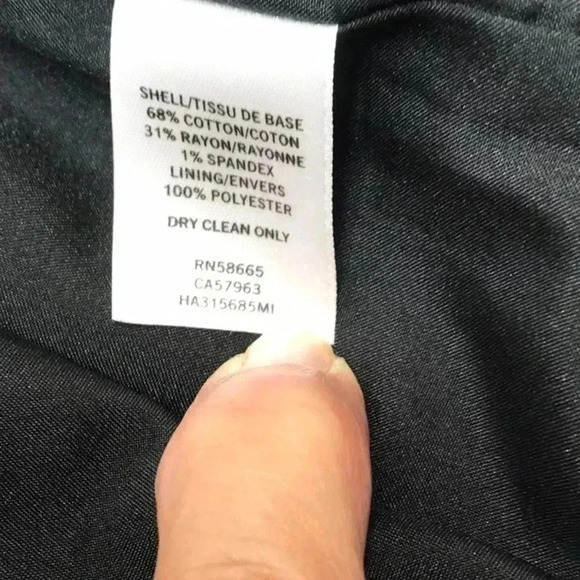 SHELL/TISSU DE BASE
68% COTTON/COTON
31% RAYON/RAYONNE
1% SPANDEX
LINING/ENVERS
100% POLYESTER
DRY CLEAN ONLY
RN58665
CA57963
HA315685MI